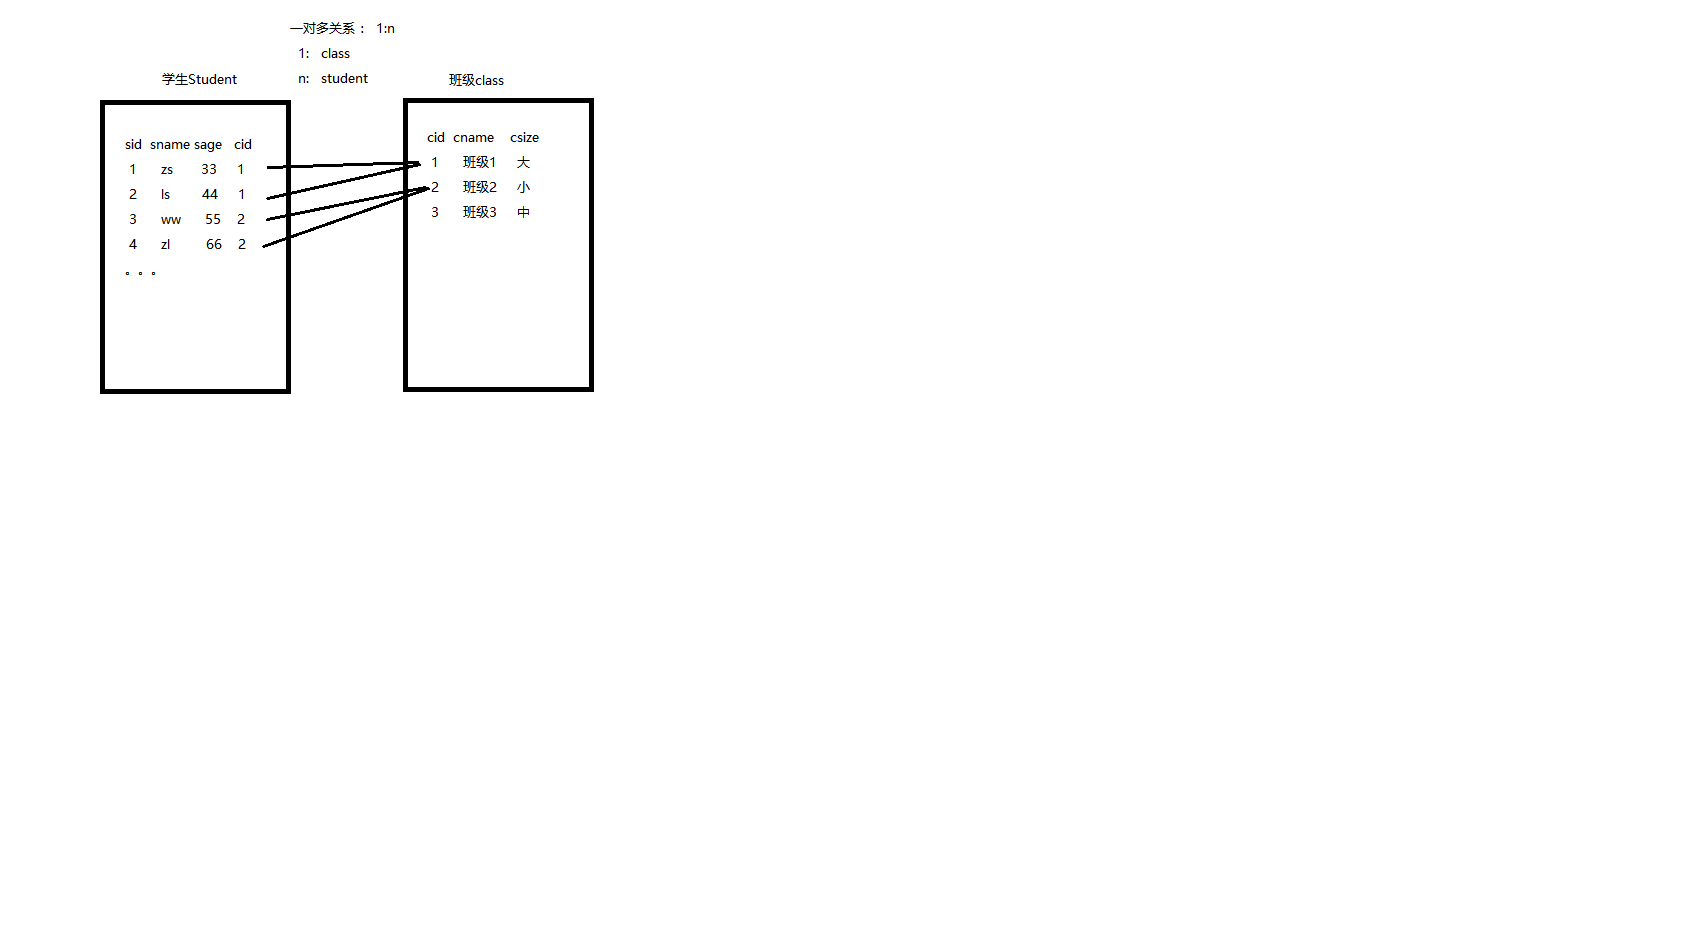 一对多关系： 1:n
1: class
n: student
学生Student
sid sname sage cid
1 zs 33 1
2 ls 44 1
3 ww 55 2
4 zl 66 2
。。。
班级class
cid cname csize
1 班级1 大
2 班级2 小
3 班级3 中